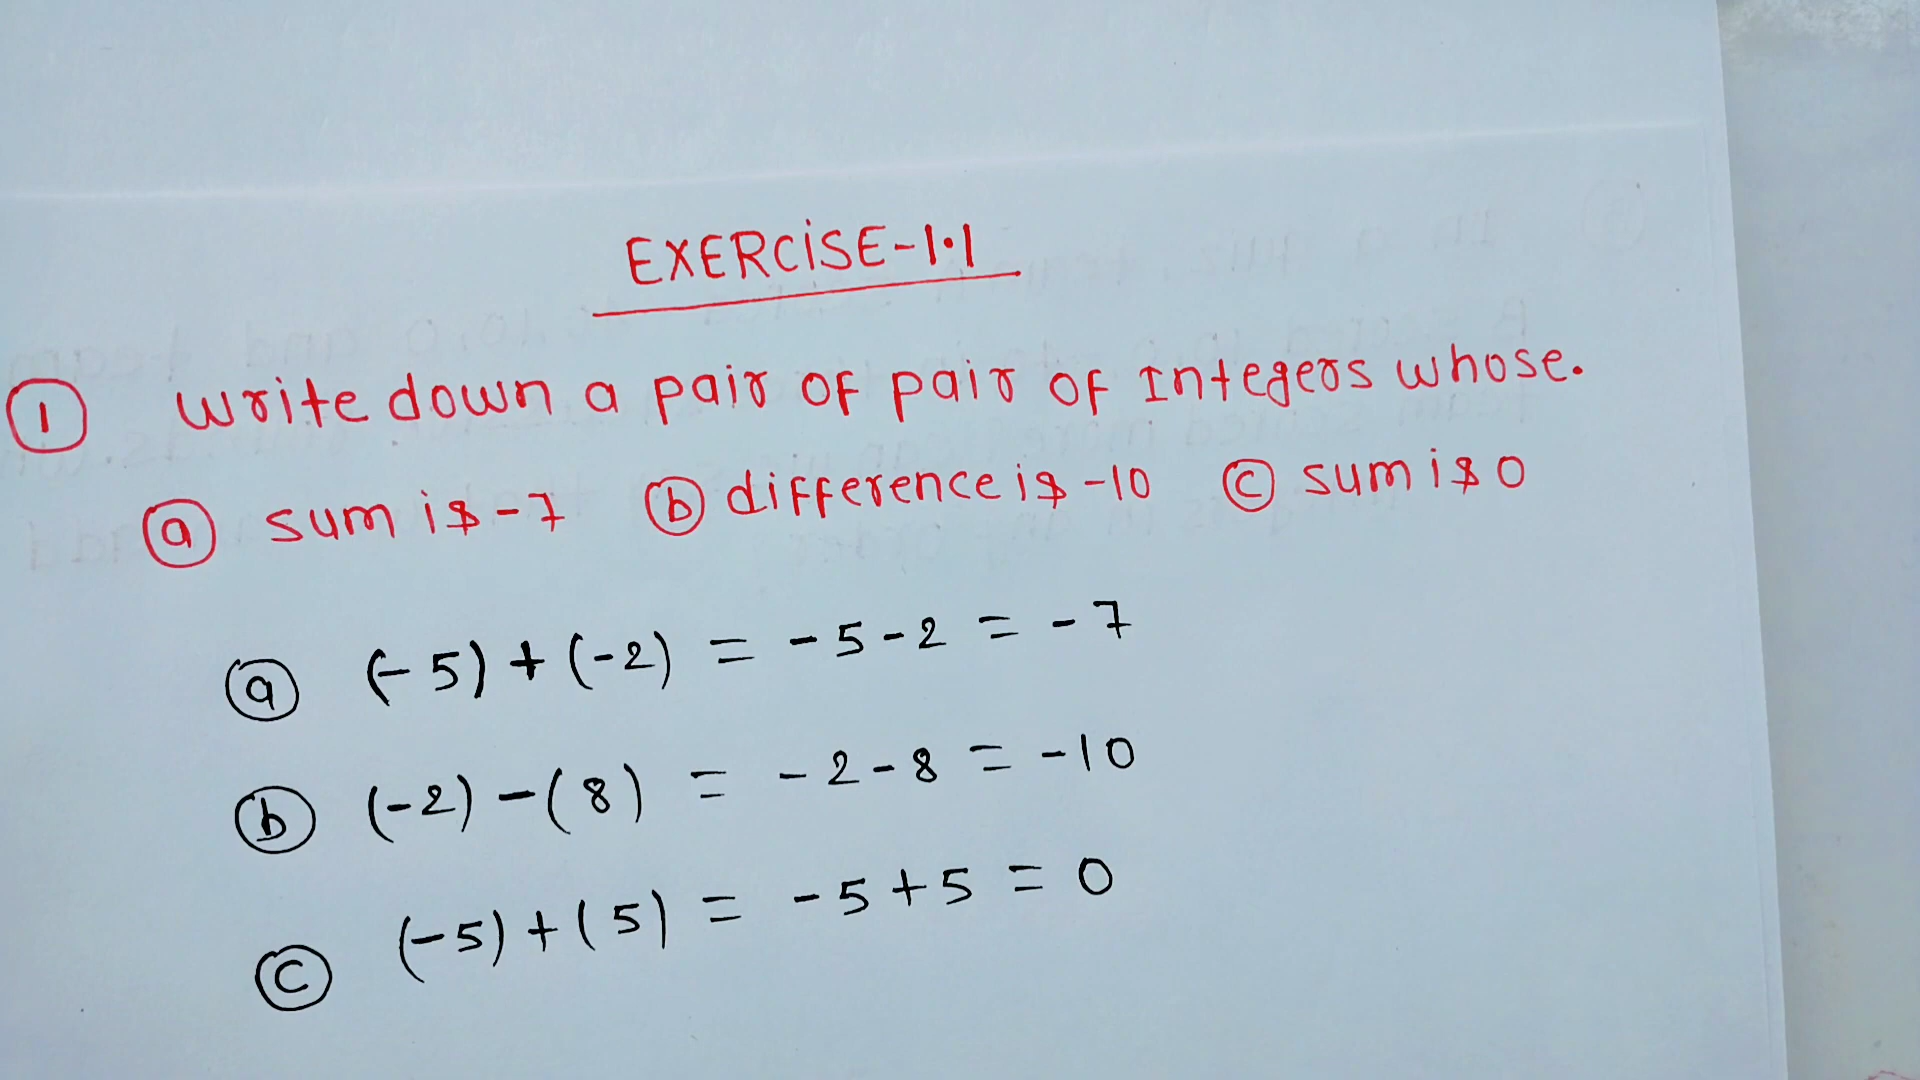 EXERCISE-1.1
① write down a pair of pair of Integers whose.
ⓐ sum is -7 ⓑ difference is -10 ⓒ sum is 0
ⓐ (-5) + (-2) = -5-2 = -7
ⓑ (-2) - (8) = -2-8 = -10
ⓒ (-5) + (5) = -5+5 = 0